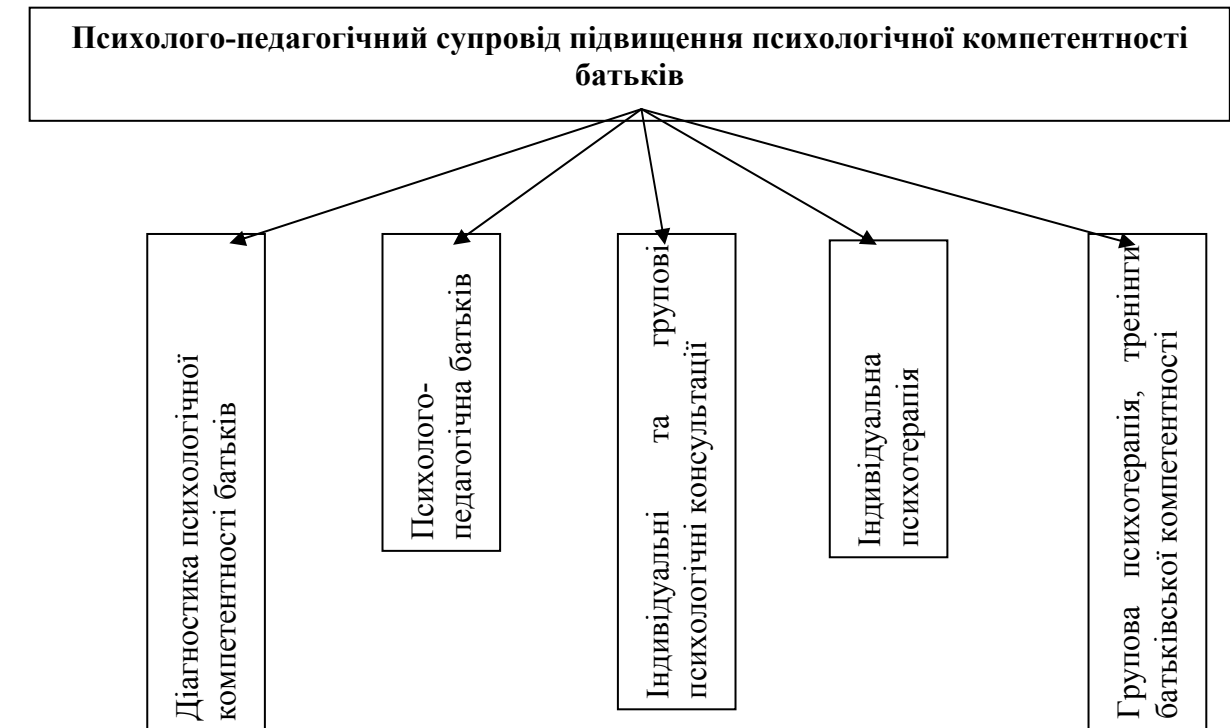 Психолого-педагогічний супровід підвищення психологічної компетентності
батьків
Діагностика психологічної
компетентності батьків
Психолого-
педагогічна батьків
Індивідуальні та групові
психологічні консультації
Індивідуальна
психотерапія
Групова психотерапія, тренінги
батьківської компетентності